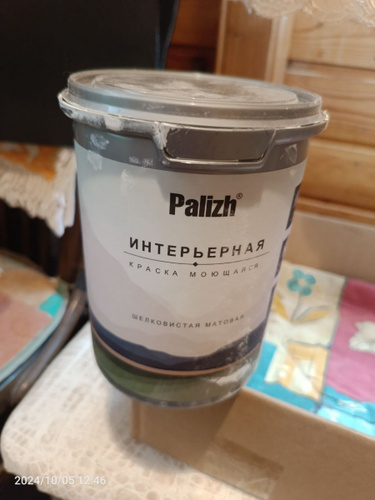 Palizh®
ИНТЕРЬЕРНАЯ
КРАСКА МОЮЩАЯСЯ
ШЕЛКОВИСТАЯ МАТОВАЯ
2024/10/05 12:46